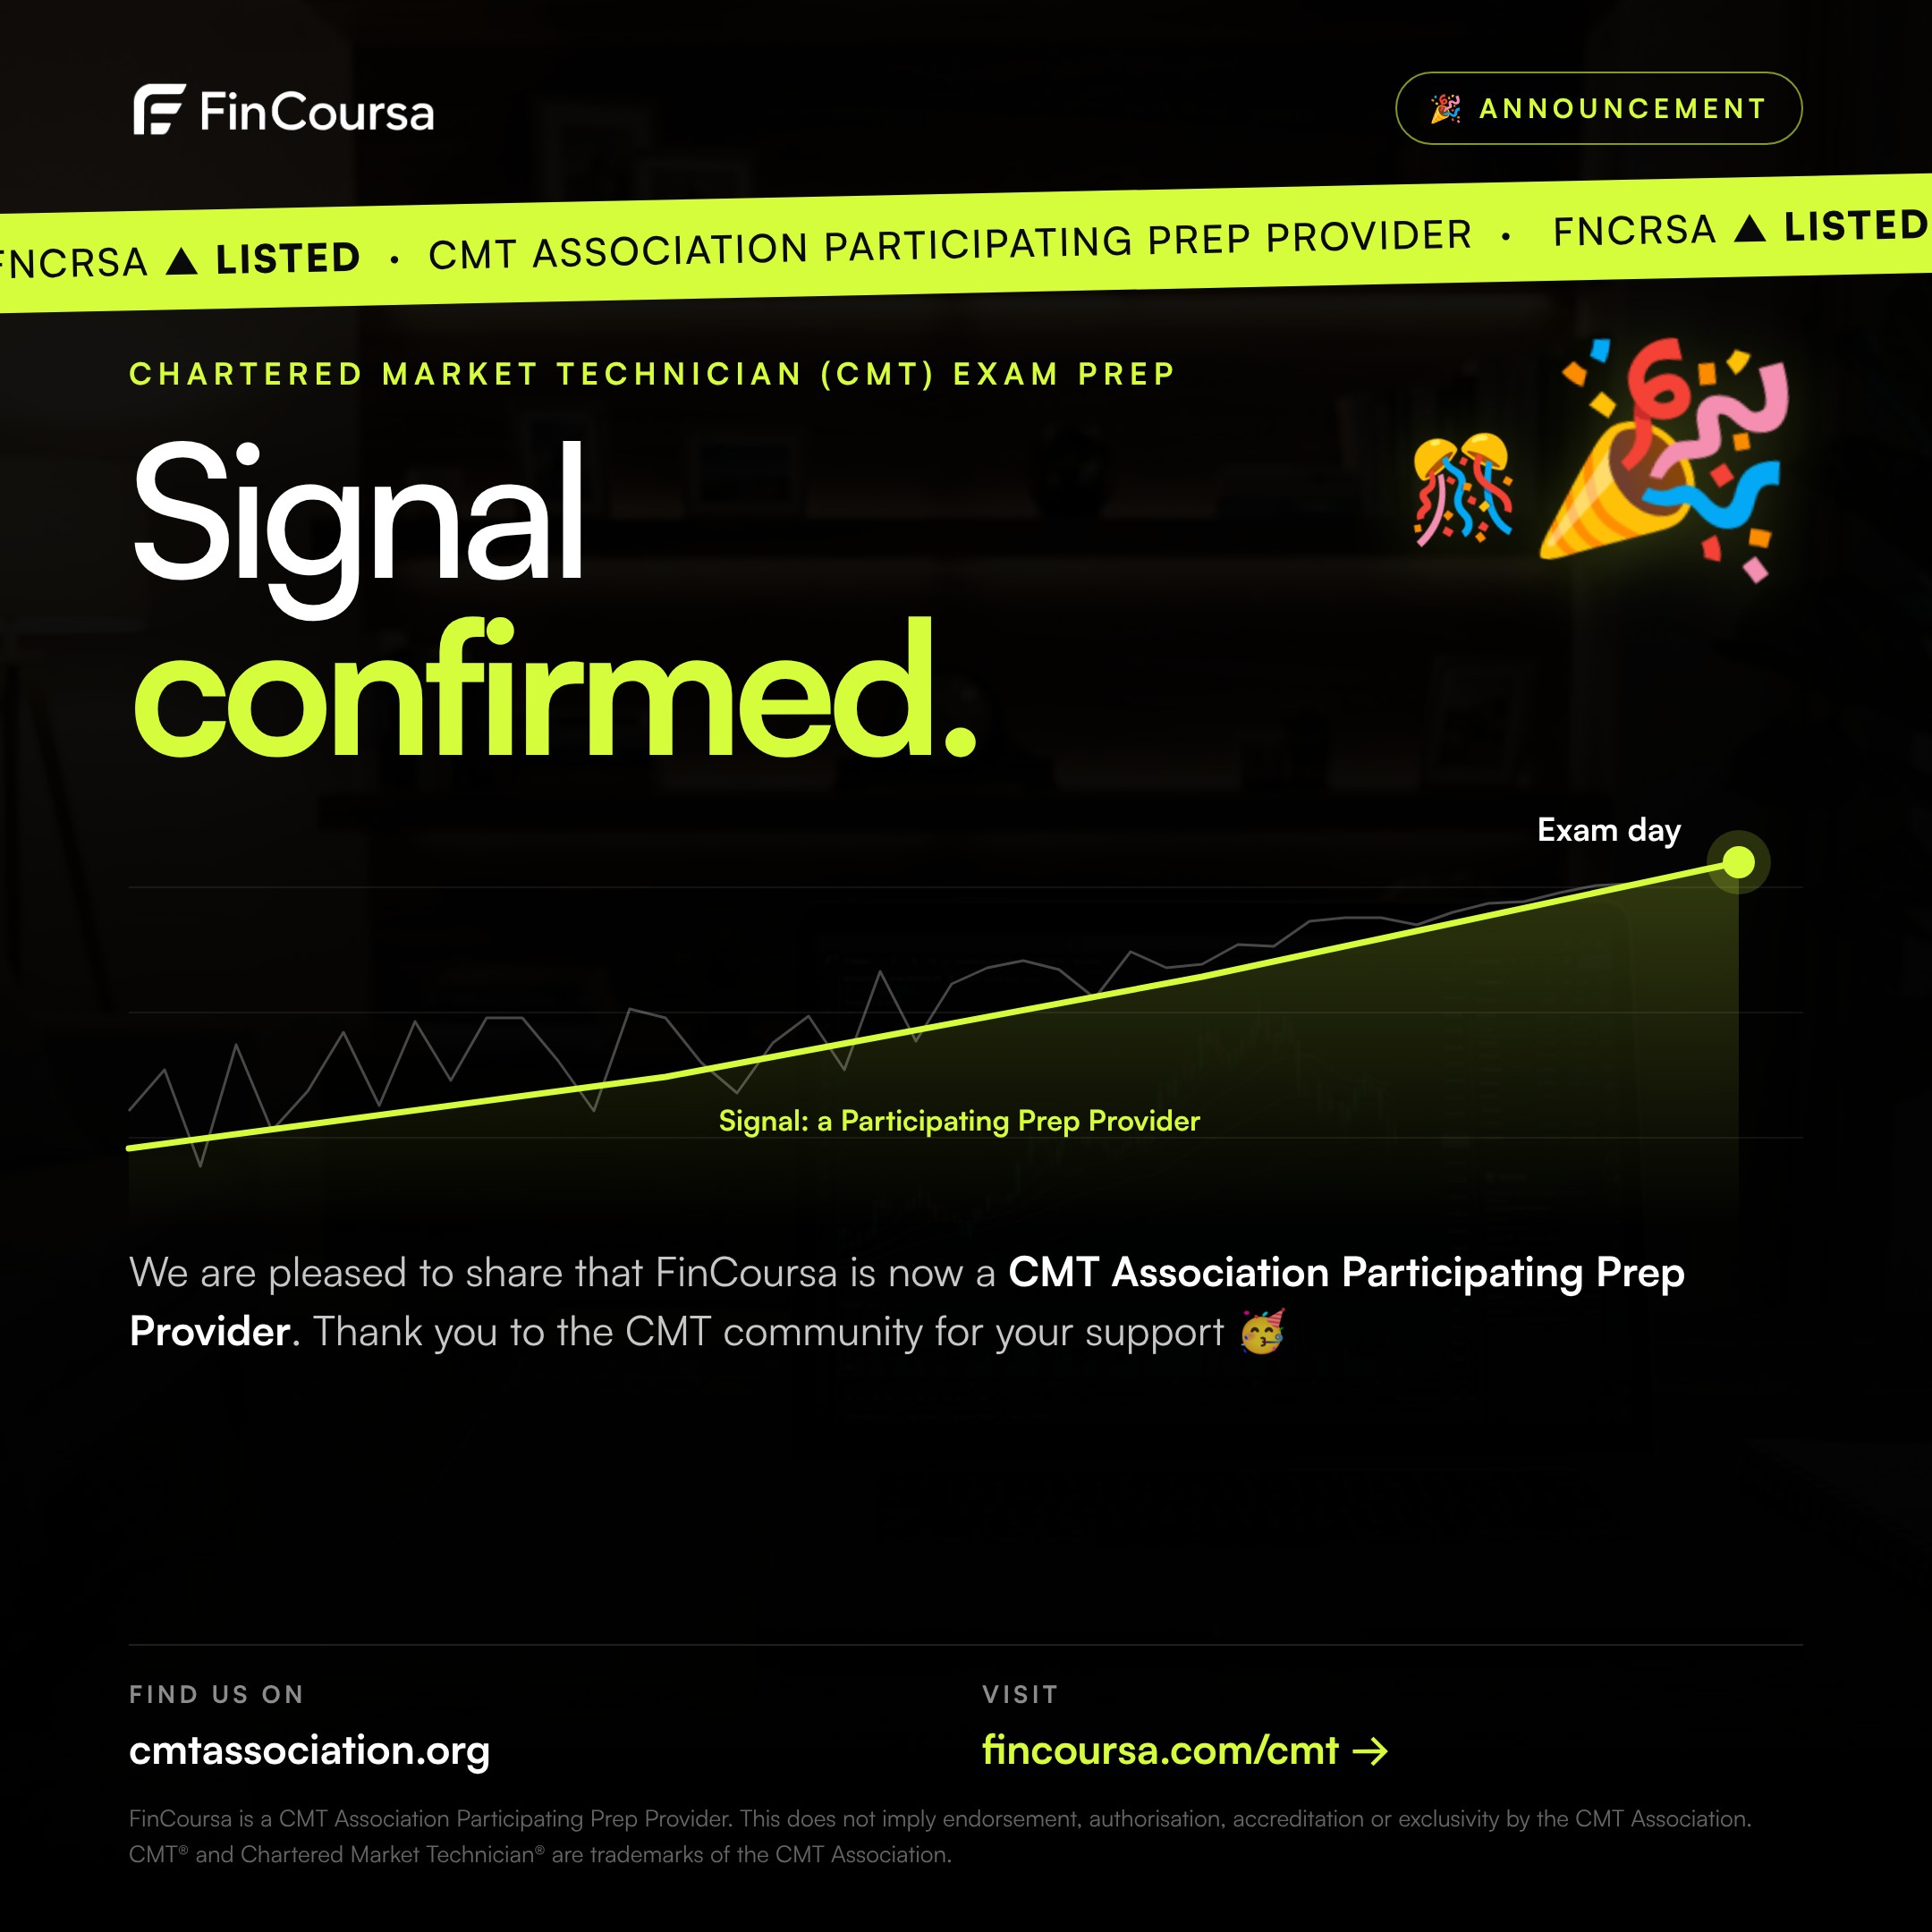 FinCoursa
🎉 ANNOUNCEMENT
FNCRSA ▲ LISTED · CMT ASSOCIATION PARTICIPATING PREP PROVIDER · FNCRSA ▲ LISTED
CHARTERED MARKET TECHNICIAN (CMT) EXAM PREP
Signal
confirmed.
Exam day
Signal: a Participating Prep Provider
We are pleased to share that FinCoursa is now a CMT Association Participating Prep
Provider. Thank you to the CMT community for your support 🥳
FIND US ON
cmtassociation.org
VISIT
fincoursa.com/cmt →
FinCoursa is a CMT Association Participating Prep Provider. This does not imply endorsement, authorisation, accreditation or exclusivity by the CMT Association.
CMT® and Chartered Market Technician® are trademarks of the CMT Association.